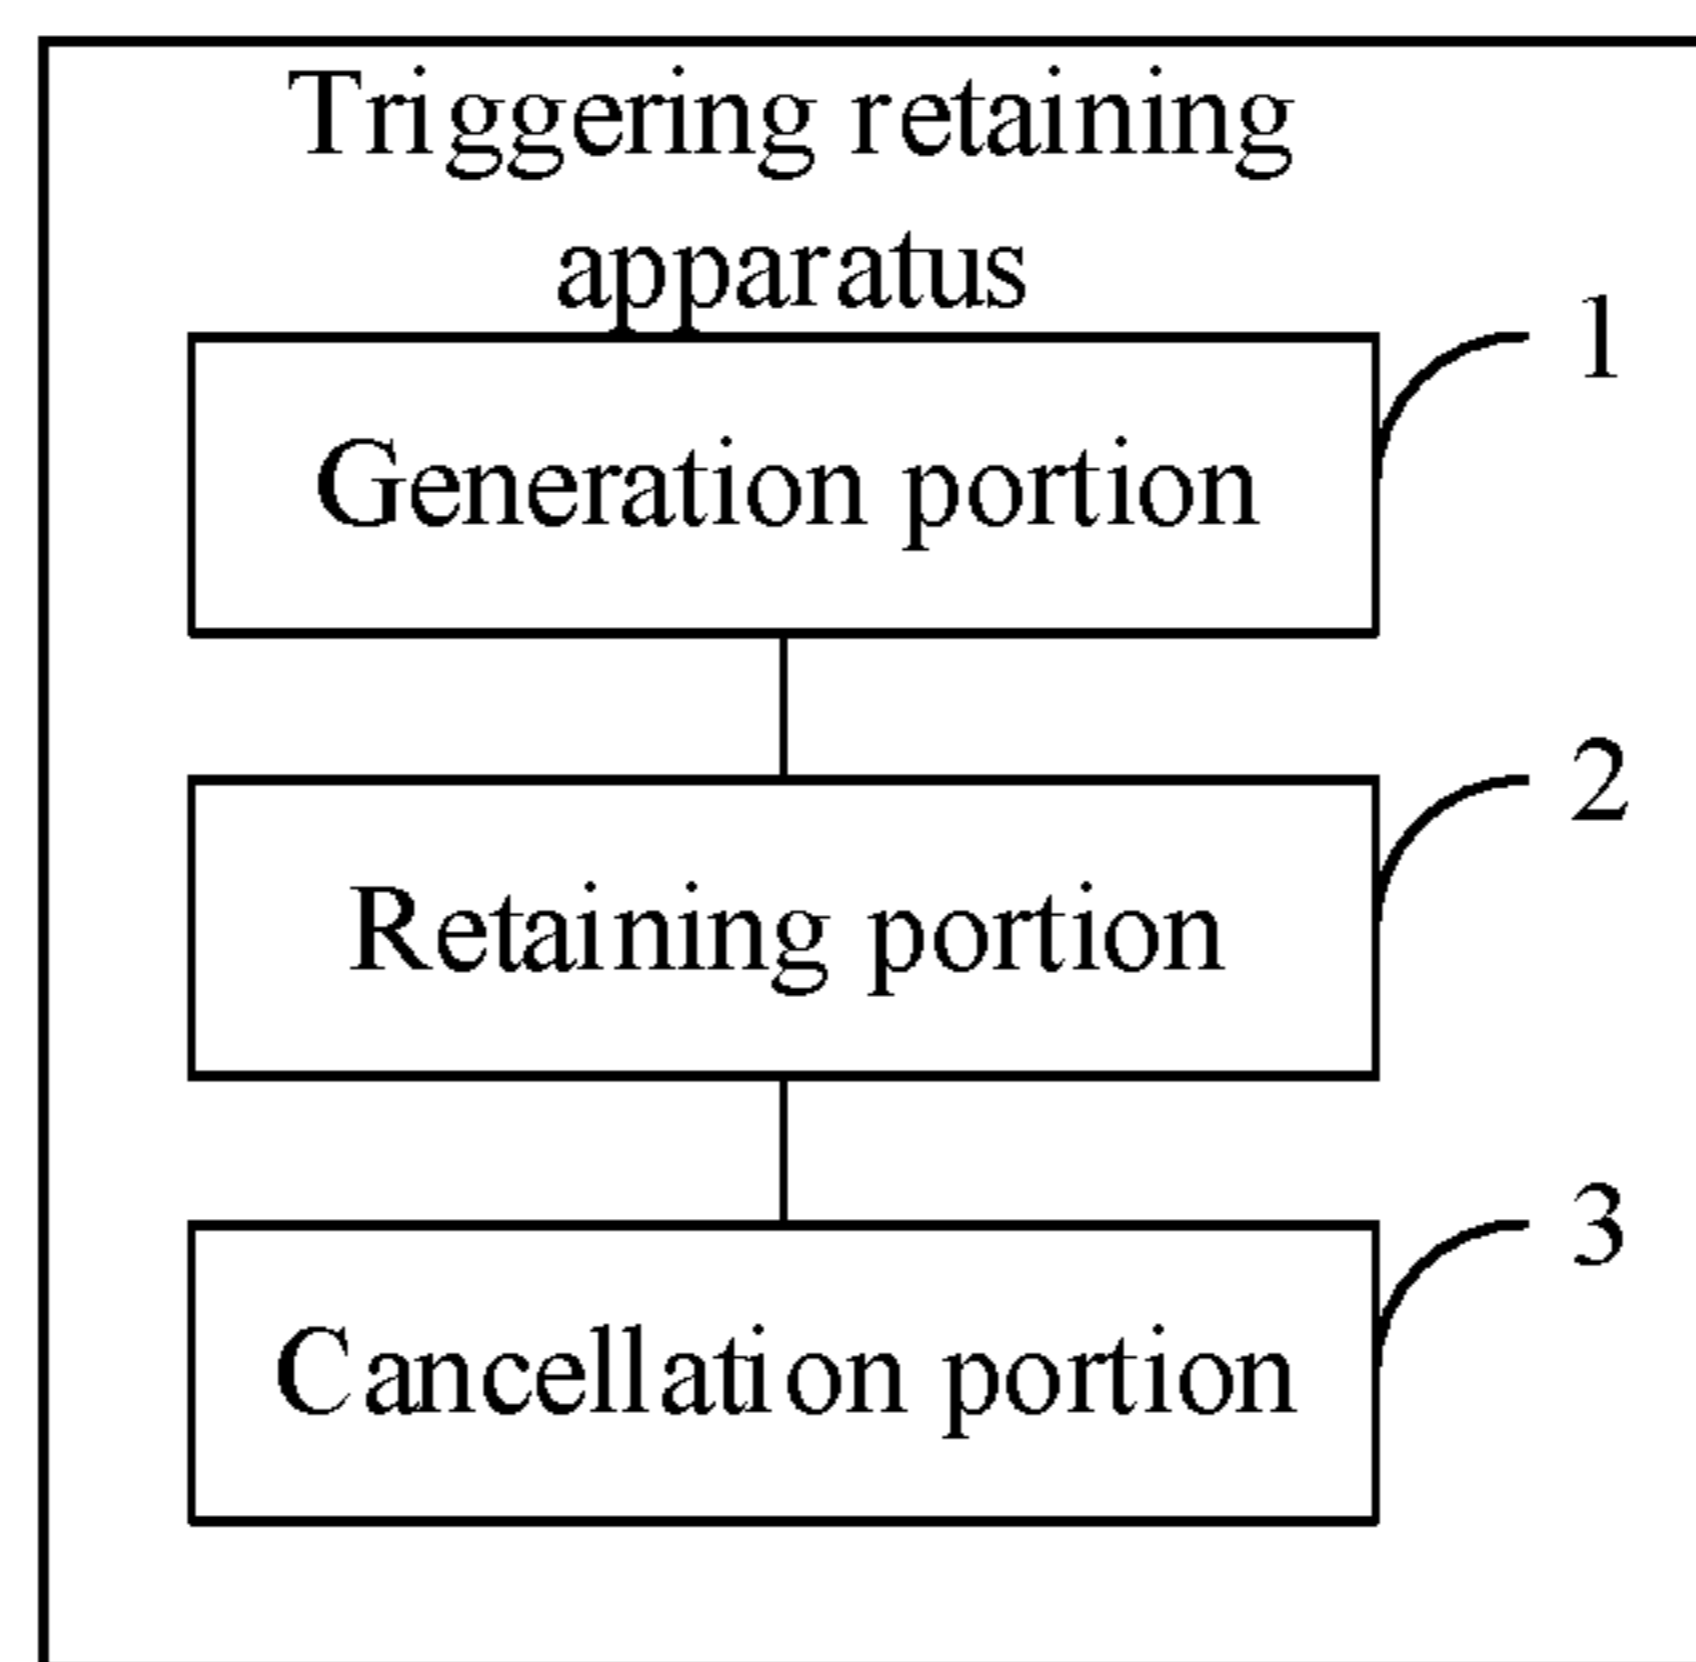 Triggering retaining
apparatus
1
Generation portion
2
Retaining portion
3
Cancellation portion